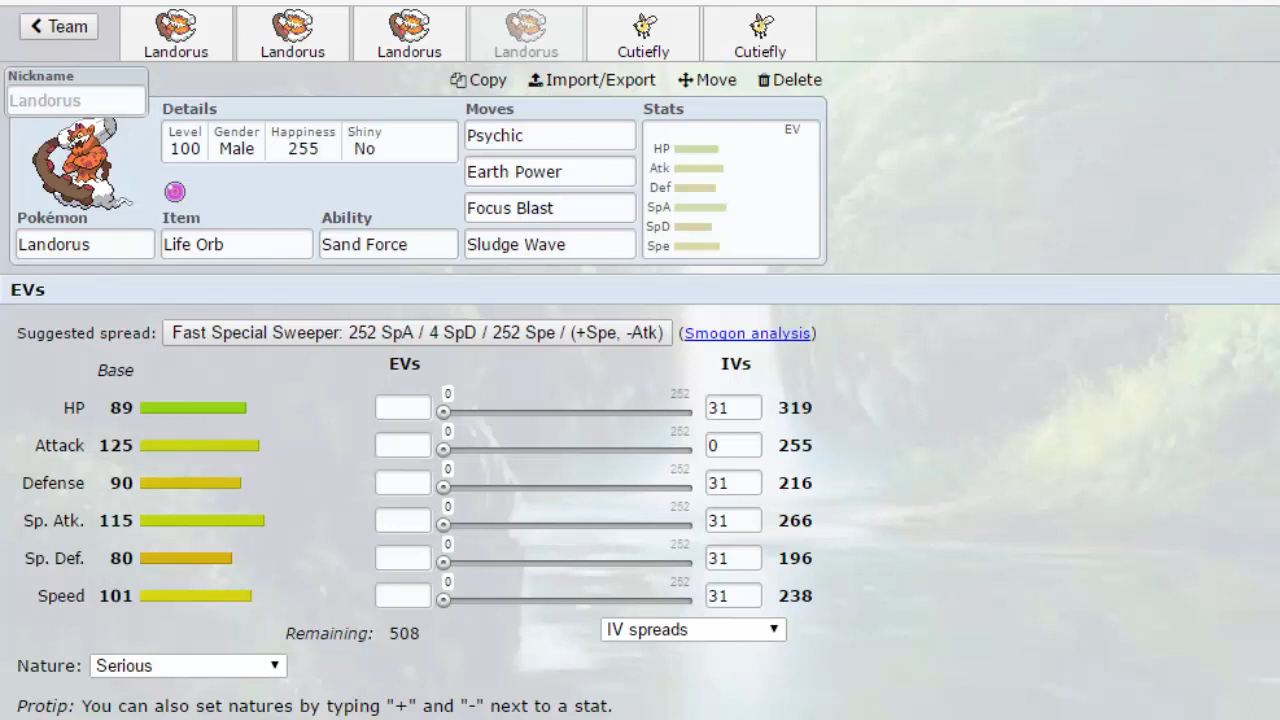 Team
Landorus
Landorus
Landorus
Landorus
Cutiefly
Cutiefly
Nickname
Landorus
Copy Import/Export Move Delete
Details
Level Gender Happiness Shiny
100 Male 255 No
Pokémon
Landorus
Item
Life Orb
Ability
Sand Force
Moves
Psychic
Earth Power
Focus Blast
Sludge Wave
Stats
EV
HP
Atk
Def
SpA
SpD
Spe
EVs
Suggested spread: Fast Special Sweeper: 252 SpA / 4 SpD / 252 Spe / (+Spe, -Atk) (Smogon analysis)
Base EVs IVs
HP 89 0 252 31 319
Attack 125 0 252 0 255
Defense 90 0 252 31 216
Sp. Atk. 115 0 252 31 266
Sp. Def. 80 0 252 31 196
Speed 101 0 252 31 238
Remaining: 508 IV spreads
Nature: Serious
Protip: You can also set natures by typing "+" and "-" next to a stat.